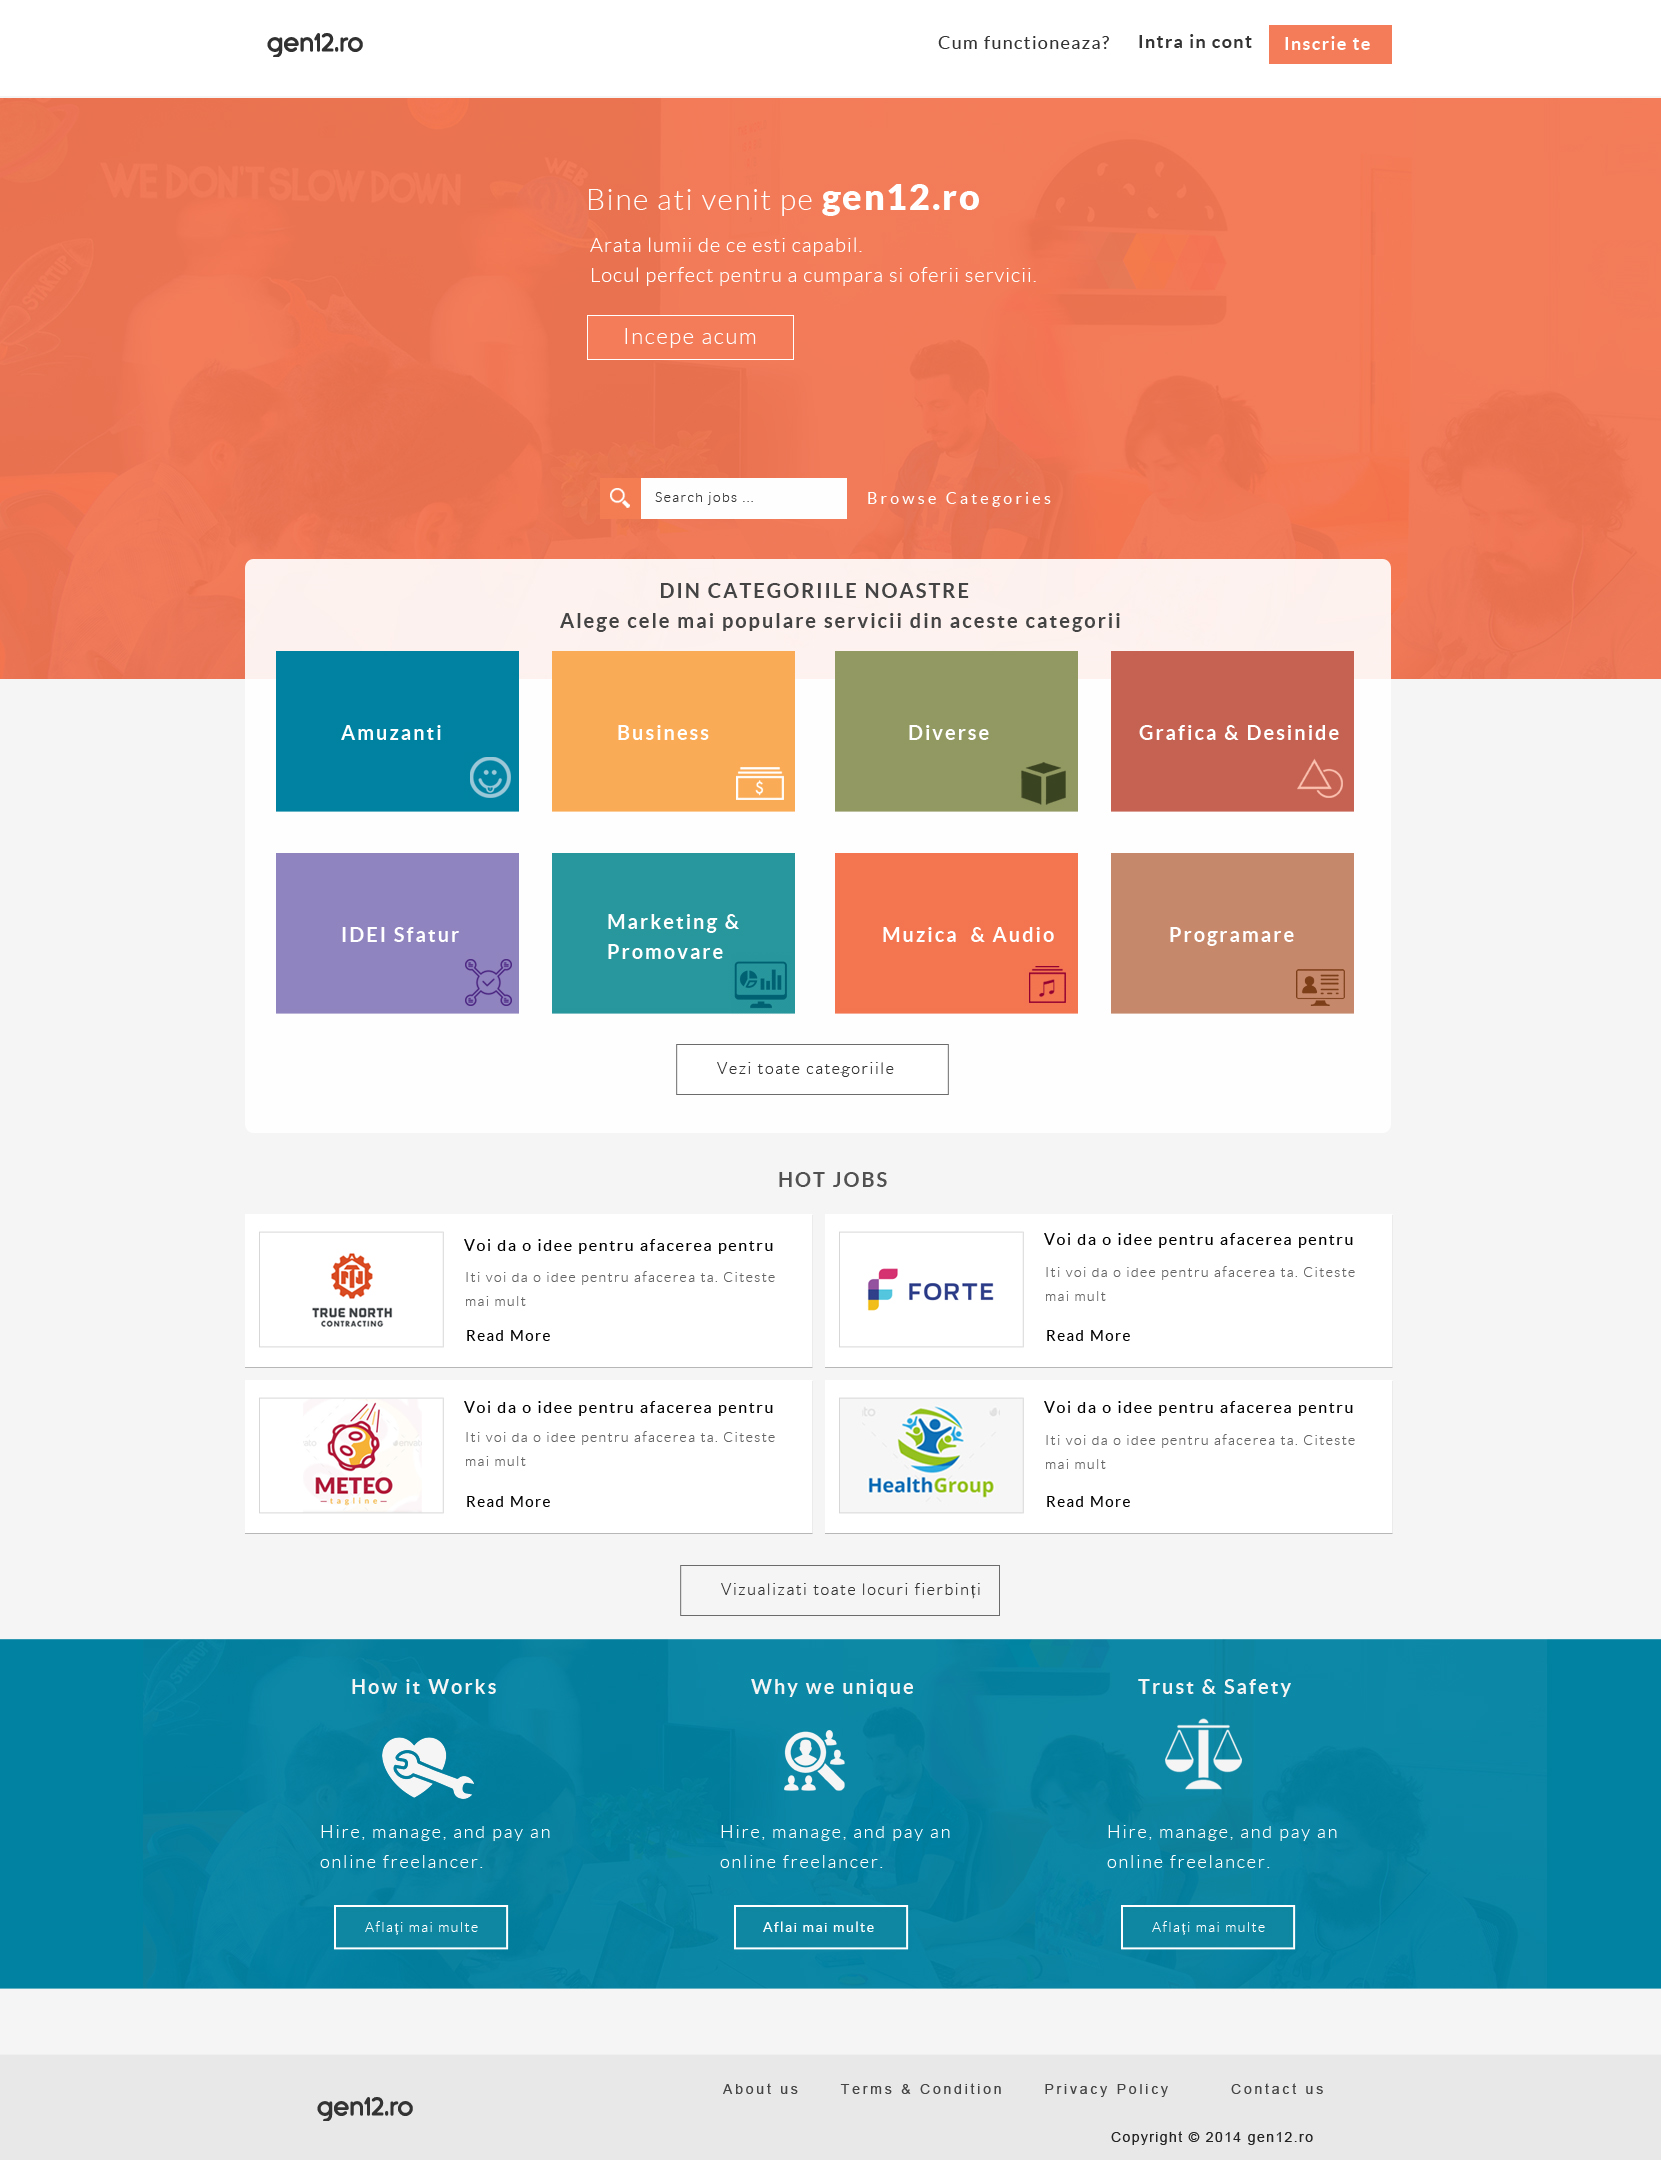 gen12.ro
Cum functioneaza?
Intra in cont
Inscrie te
WE DON'T SLOW DOWN
WEB
STARTUP
Bine ati venit pe gen12.ro
Arata lumii de ce esti capabil.
Locul perfect pentru a cumpara si oferii servicii.
Incepe acum
Search jobs ...
Browse Categories
DIN CATEGORIILE NOASTRE
Alege cele mai populare servicii din aceste categorii
Amuzanti
Business
$
Diverse
Grafica & Desinide
IDEI Sfatur
Marketing &
Promovare
Muzica & Audio
Programare
Vezi toate categoriile
HOT JOBS
TRUE NORTH
CONTRACTING
Voi da o idee pentru afacerea pentru
Iti voi da o idee pentru afacerea ta. Citeste
mai mult
Read More
FORTE
Voi da o idee pentru afacerea pentru
Iti voi da o idee pentru afacerea ta. Citeste
mai mult
Read More
METEO
tagline
Voi da o idee pentru afacerea pentru
Iti voi da o idee pentru afacerea ta. Citeste
mai mult
Read More
HealthGroup
Voi da o idee pentru afacerea pentru
Iti voi da o idee pentru afacerea ta. Citeste
mai mult
Read More
Vizualizati toate locuri fierbinți
STARTUP
How it Works
Hire, manage, and pay an
online freelancer.
Aflați mai multe
Why we unique
Hire, manage, and pay an
online freelancer.
Aflai mai multe
Trust & Safety
Hire, manage, and pay an
online freelancer.
Aflați mai multe
gen12.ro
About us
Terms & Condition
Privacy Policy
Contact us
Copyright © 2014 gen12.ro